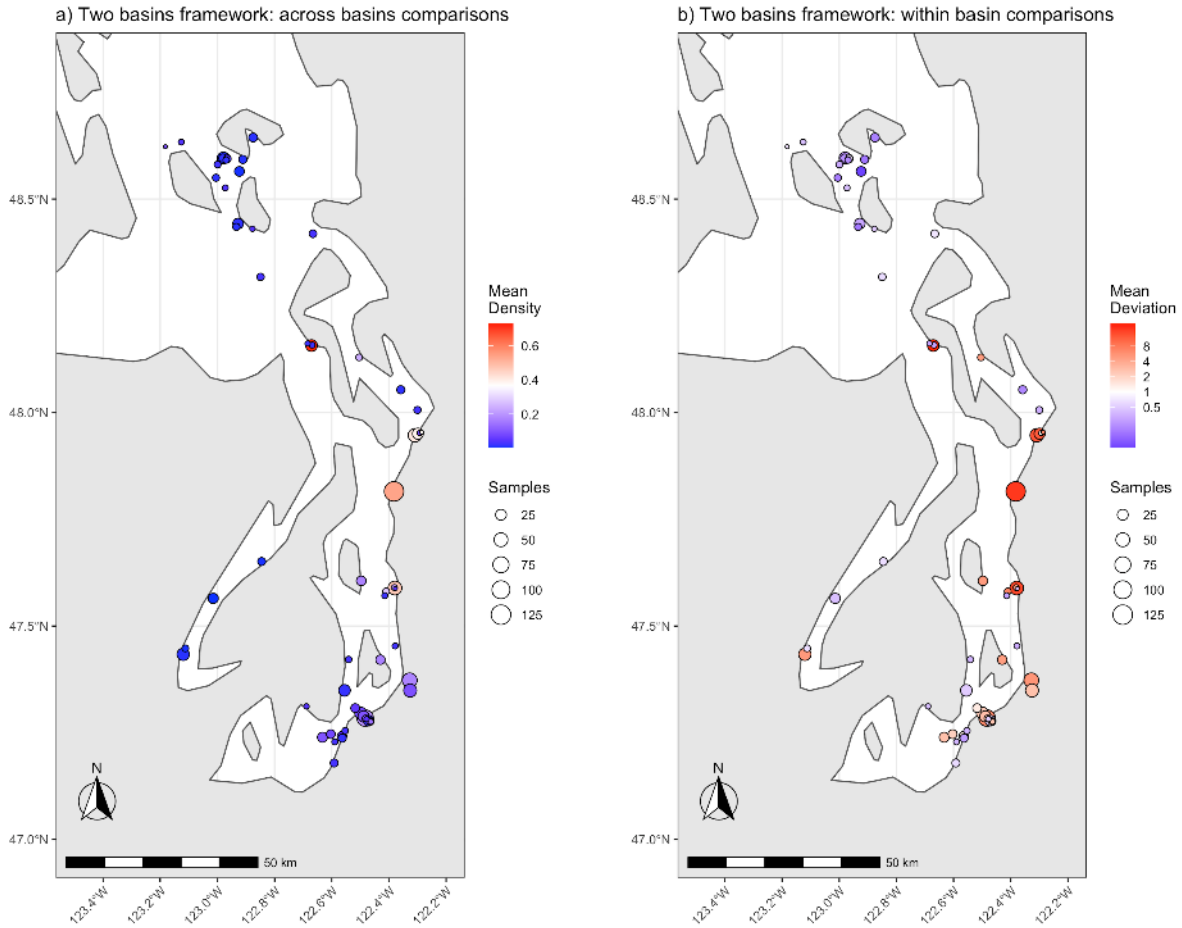 a) Two basins framework: across basins comparisons
48.5°N
48.0°N
47.5°N
47.0°N
N
50 km
123.4°W
123.2°W
123.0°W
122.8°W
122.6°W
122.4°W
122.2°W
Mean
Density
0.6
0.4
0.2
Samples
25
50
75
100
125
b) Two basins framework: within basin comparisons
48.5°N
48.0°N
47.5°N
47.0°N
N
50 km
123.4°W
123.2°W
123.0°W
122.8°W
122.6°W
122.4°W
122.2°W
Mean
Deviation
8
4
2
1
0.5
Samples
25
50
75
100
125